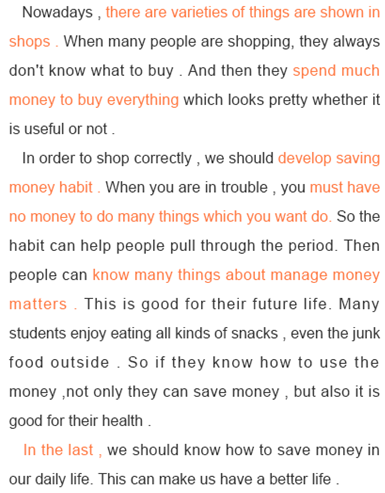 Nowadays , there are varieties of things are shown in
shops . When many people are shopping, they always
don't know what to buy . And then they spend much
money to buy everything which looks pretty whether it
is useful or not .
In order to shop correctly , we should develop saving
money habit . When you are in trouble , you must have
no money to do many things which you want do. So the
habit can help people pull through the period. Then
people can know many things about manage money
matters . This is good for their future life. Many
students enjoy eating all kinds of snacks , even the junk
food outside . So if they know how to use the
money ,not only they can save money , but also it is
good for their health .
In the last , we should know how to save money in
our daily life. This can make us have a better life .